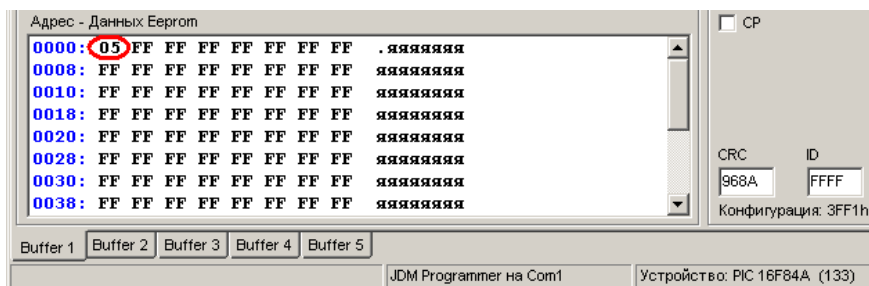 Адрес - Данных Eeprom
CP
0000: 05 FF FF FF FF FF FF FF .яяяяяяя
0008: FF FF FF FF FF FF FF FF яяяяяяяя
0010: FF FF FF FF FF FF FF FF яяяяяяяя
0018: FF FF FF FF FF FF FF FF яяяяяяяя
0020: FF FF FF FF FF FF FF FF яяяяяяяя
0028: FF FF FF FF FF FF FF FF яяяяяяяя
0030: FF FF FF FF FF FF FF FF яяяяяяяя
0038: FF FF FF FF FF FF FF FF яяяяяяяя
CRC ID
968A FFFF
Конфигурация: 3FF1h
Buffer 1 Buffer 2 Buffer 3 Buffer 4 Buffer 5
JDM Programmer на Com1 Устройство: PIC 16F84A (133)